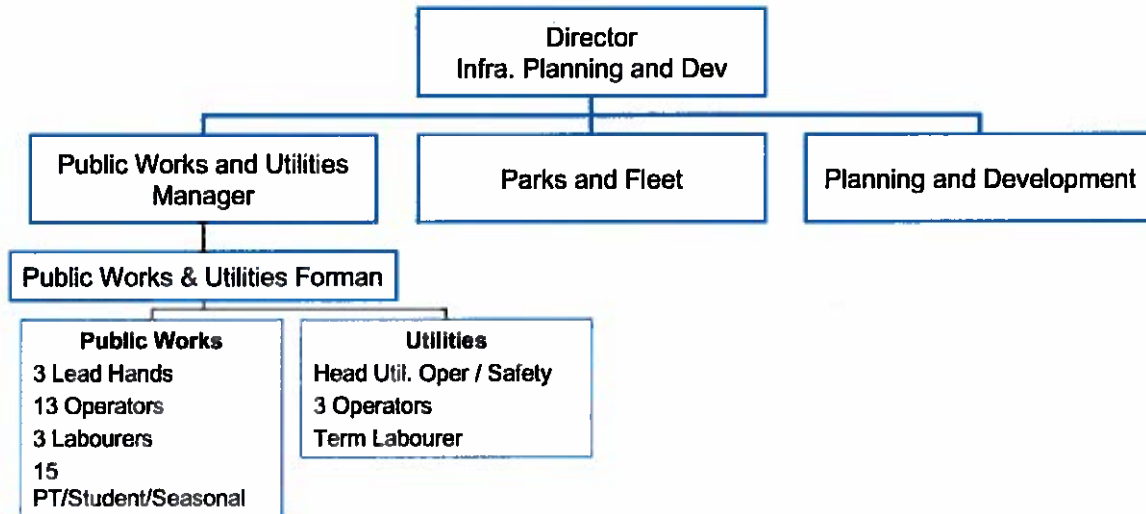 Director
Infra. Planning and Dev
Public Works and Utilities
Manager
Parks and Fleet
Planning and Development
Public Works & Utilities Forman
Public Works
3 Lead Hands
13 Operators
3 Labourers
15
PT/Student/Seasonal
Utilities
Head Util. Oper / Safety
3 Operators
Term Labourer